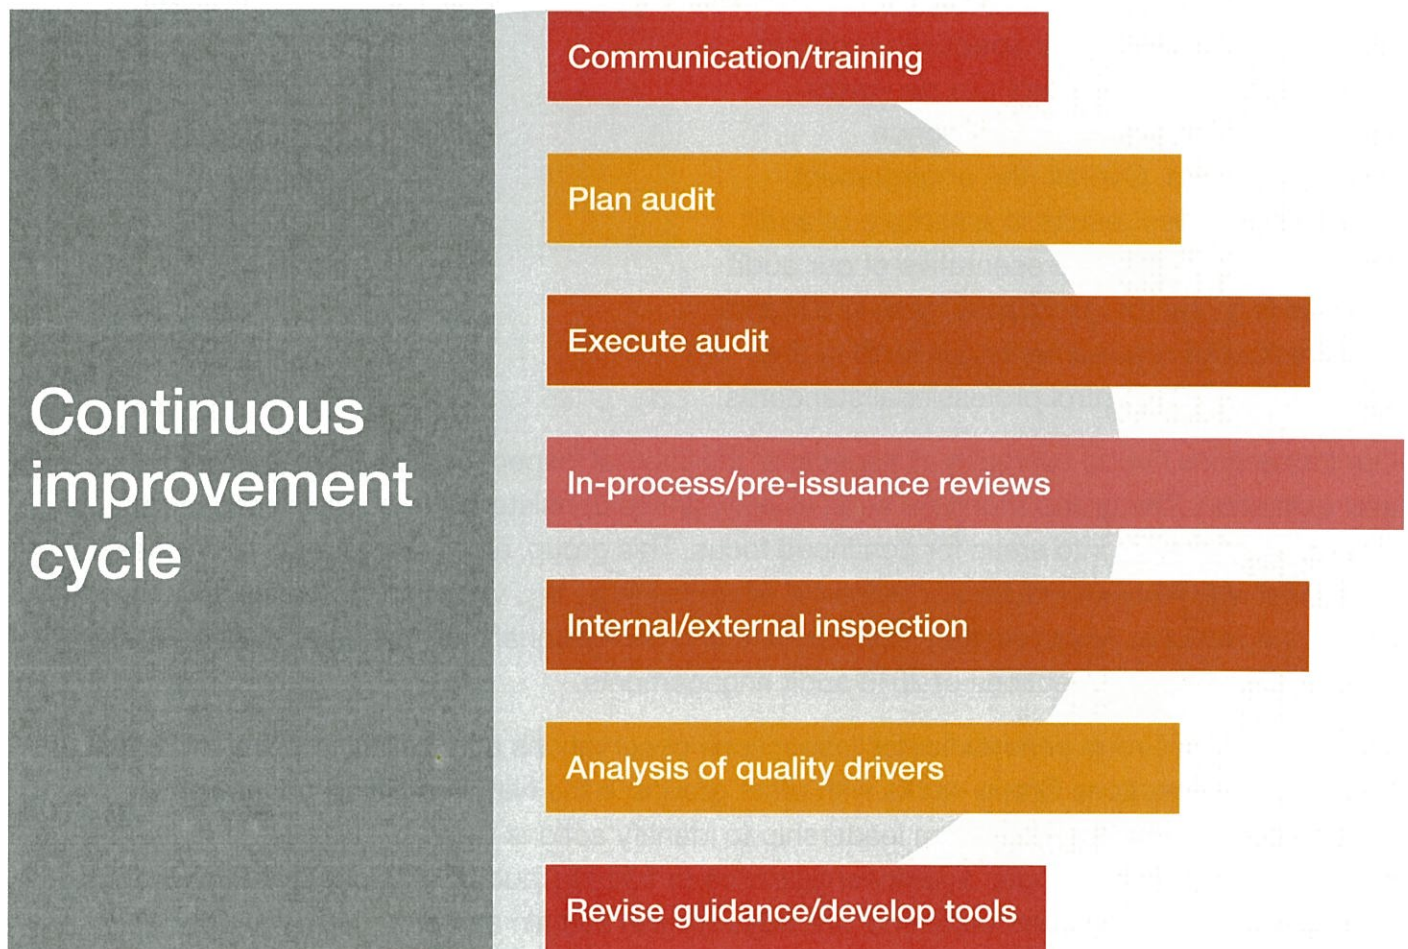 Continuous
improvement
cycle
Communication/training
Plan audit
Execute audit
In-process/pre-issuance reviews
Internal/external inspection
Analysis of quality drivers
Revise guidance/develop tools